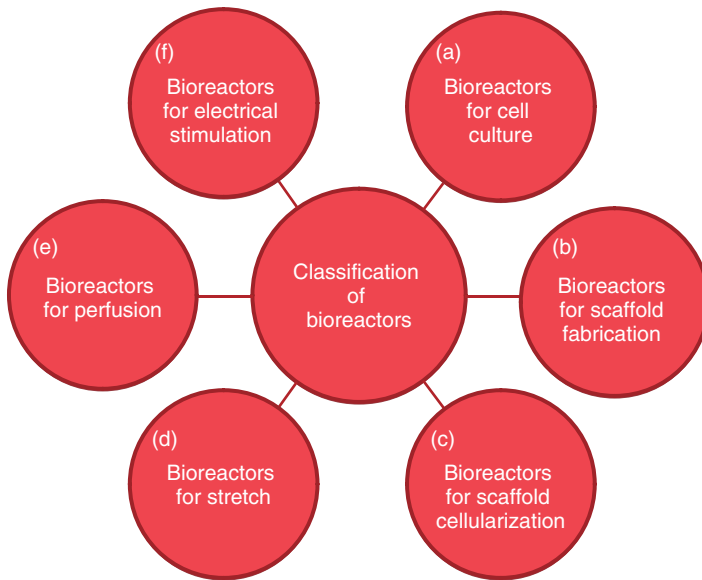 (f)
Bioreactors
for electrical
stimulation
(a)
Bioreactors
for cell
culture
(e)
Bioreactors
for perfusion
Classification
of
bioreactors
(b)
Bioreactors
for scaffold
fabrication
(d)
Bioreactors
for stretch
(c)
Bioreactors
for scaffold
cellularization